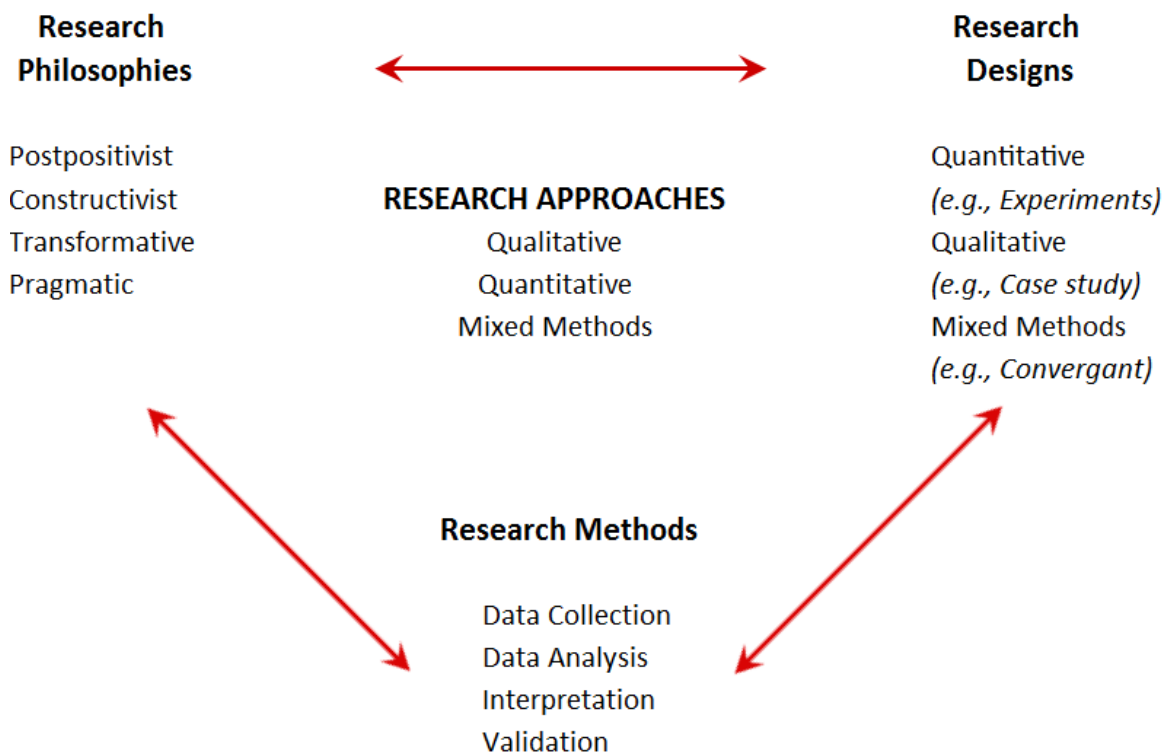 Research
Philosophies
Postpositivist
Constructivist
Transformative
Pragmatic
RESEARCH APPROACHES
Qualitative
Quantitative
Mixed Methods
Research
Designs
Quantitative
(e.g., Experiments)
Qualitative
(e.g., Case study)
Mixed Methods
(e.g., Convergant)
Research Methods
Data Collection
Data Analysis
Interpretation
Validation